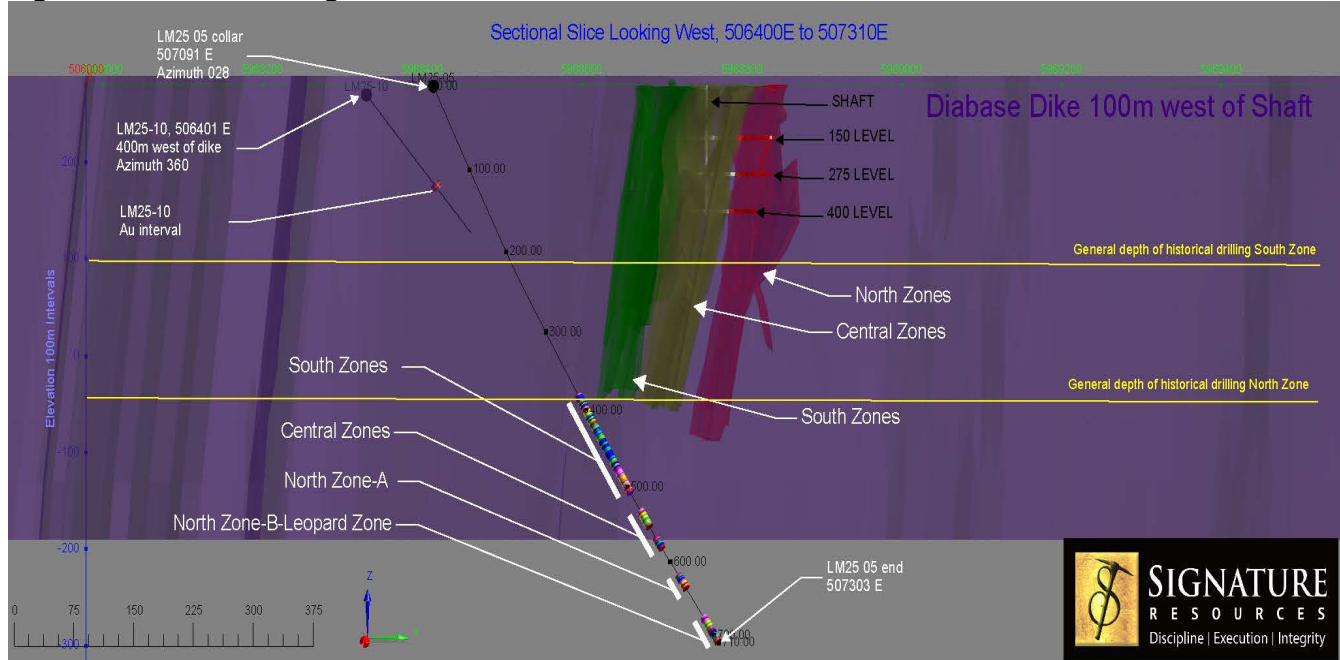 Sectional Slice Looking West, 506400E to 507310E
LM25 05 collar
507091 E
Azimuth 028
5968600
LM25-10
LM25-05
Diabase Dike 100m west of Shaft
SHAFT
LM25-10, 506401 E
400m west of dike
Azimuth 360
150 LEVEL
200
100.00
275 LEVEL
LM25-10
Au interval
400 LEVEL
200.00
General depth of historical drilling South Zone
100
North Zones
Central Zones
300.00
Elevation 100m Intervals
0
South Zones
General depth of historical drilling North Zone
400.00
South Zones
Central Zones
-100
North Zone-A
500.00
North Zone-B-Leopard Zone
-200
600.00
LM25 05 end
507303 E
Z
0 75 150 225 300 375
-300
SIGNATURE
RESOURCES
Discipline | Execution | Integrity